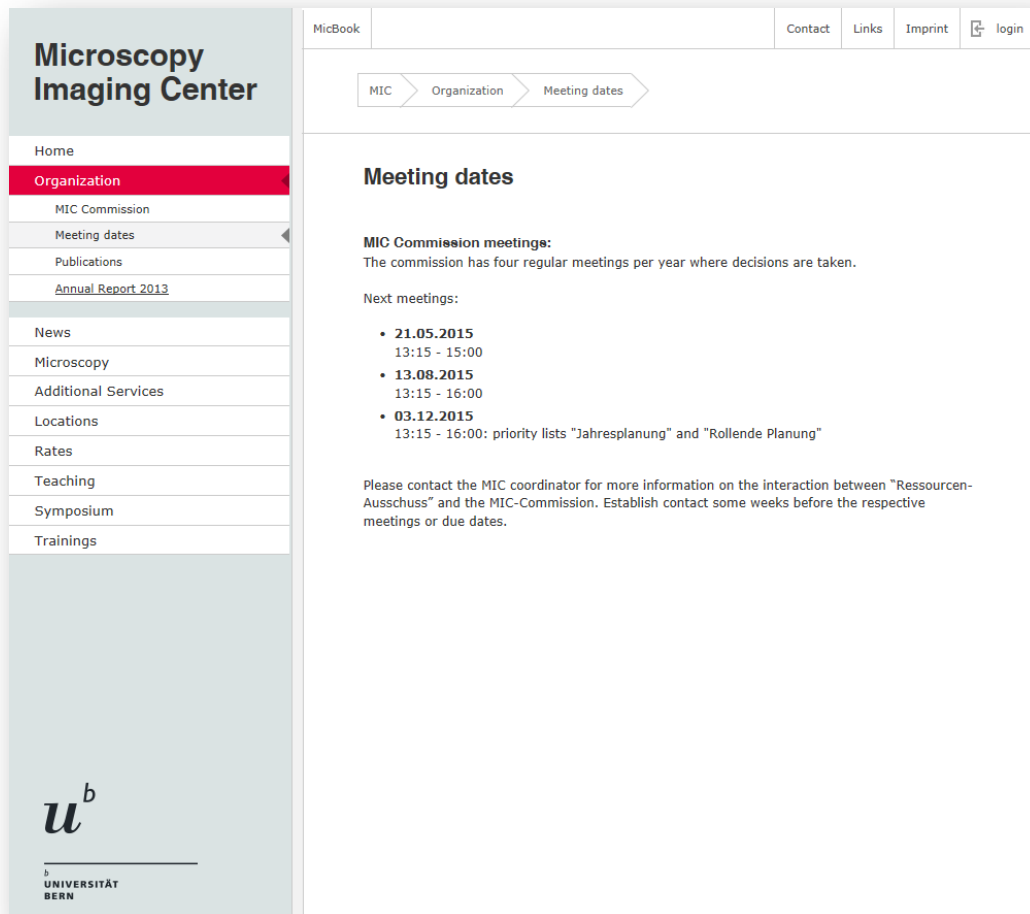 Microscopy
Imaging Center
MicBook
Contact
Links
Imprint
login
MIC
Organization
Meeting dates
Home
Organization
MIC Commission
Meeting dates
Publications
Annual Report 2013
News
Microscopy
Additional Services
Locations
Rates
Teaching
Symposium
Trainings
Meeting dates
MIC Commission meetings:
The commission has four regular meetings per year where decisions are taken.
Next meetings:
• 21.05.2015
13:15 - 15:00
• 13.08.2015
13:15 - 16:00
• 03.12.2015
13:15 - 16:00: priority lists "Jahresplanung" and "Rollende Planung"
Please contact the MIC coordinator for more information on the interaction between “Ressourcen-
Ausschuss” and the MIC-Commission. Establish contact some weeks before the respective
meetings or due dates.
u b
b
UNIVERSITÄT
BERN